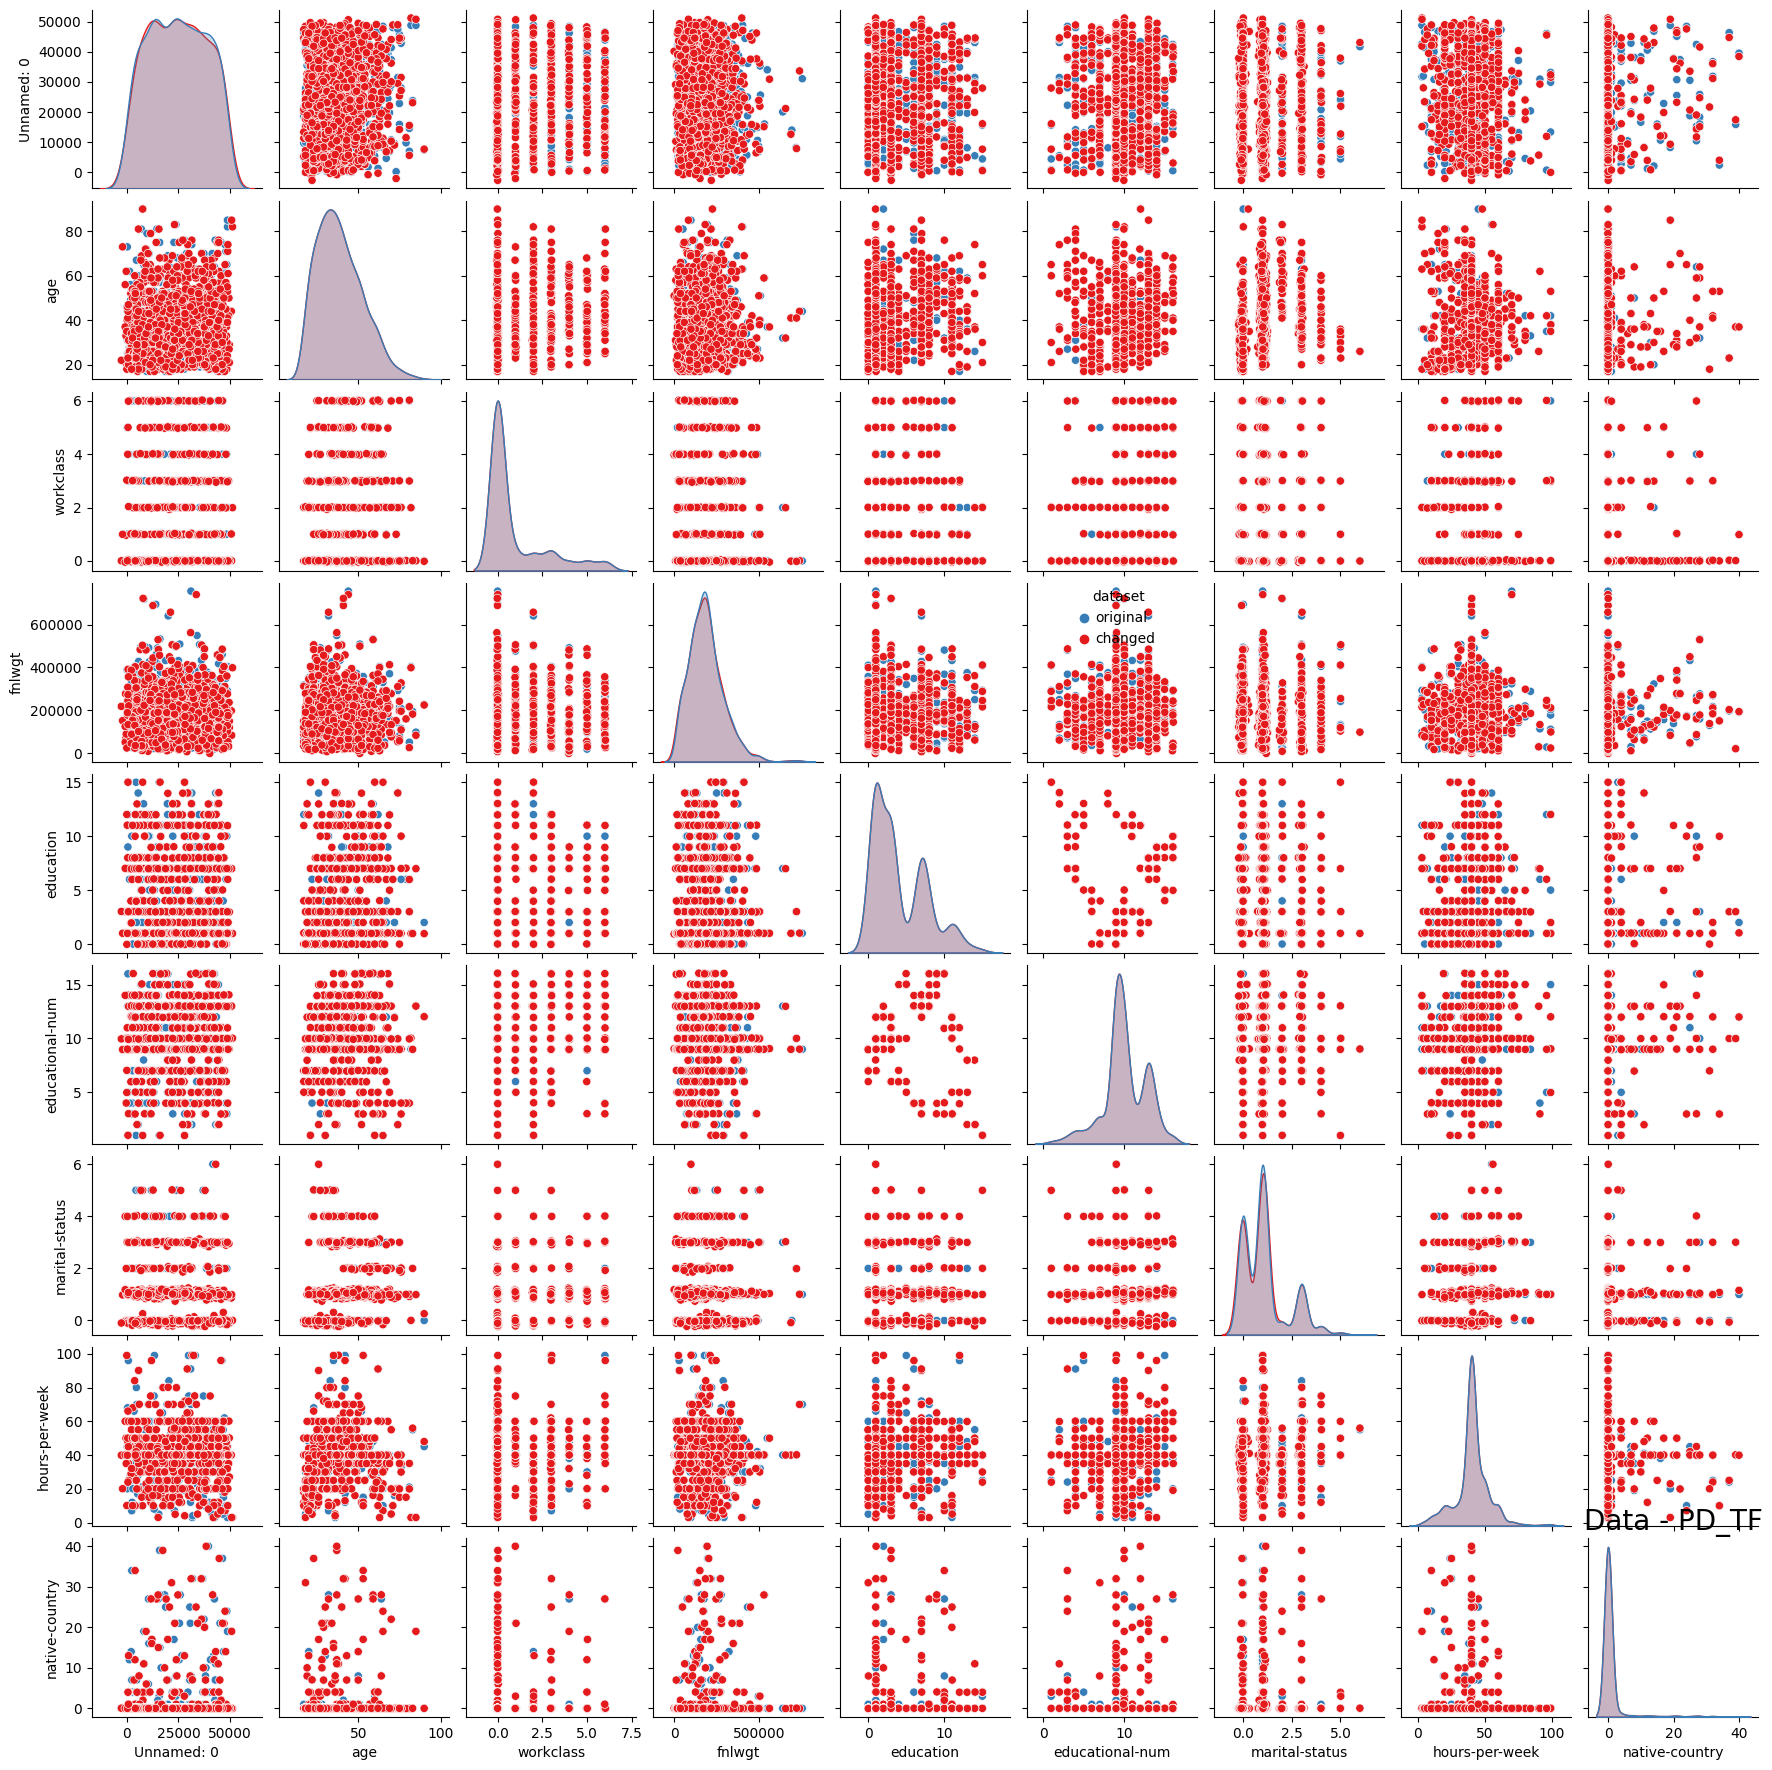 50000
40000
30000
20000
10000
0
Unnamed: 0
80
60
40
20
age
6
4
2
0
workclass
600000
400000
200000
0
fnlwgt
dataset
original
changed
15
10
5
0
education
15
10
5
educational-num
6
4
2
0
marital-status
100
80
60
40
20
0
hours-per-week
Data - PD_TF
40
30
20
10
0
native-country
0 25000 50000
50 100
0.0 2.5 5.0 7.5
0 500000
0 10
0 10
0.0 2.5 5.0
0 50 100
0 20 40
Unnamed: 0 age workclass fnlwgt education educational-num marital-status hours-per-week native-country